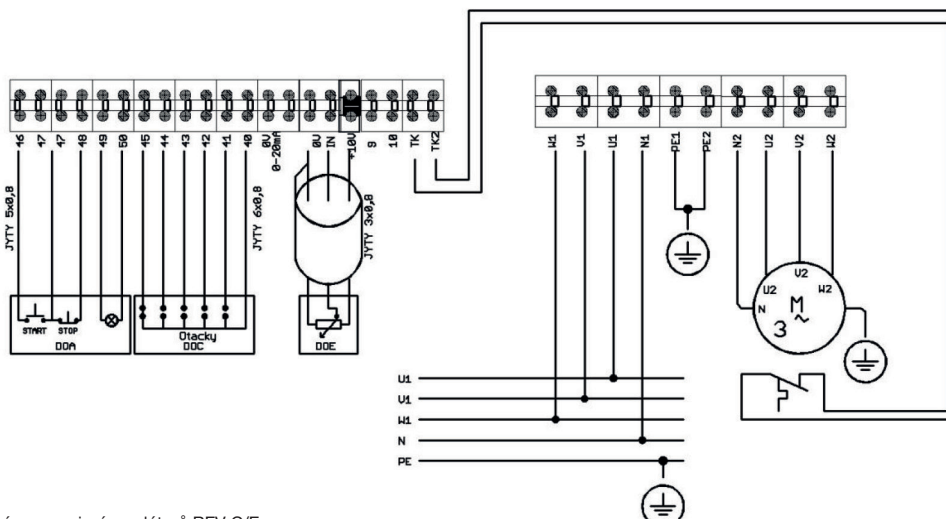 46 47 47 48 49 50 45 44 43 42 41 40 0V 0-20mA 0V IN +10V 9 10 TK TK2
W1 V1 U1 N1 PE1 PE2 N2 U2 V2 W2
JYTY 5x0,8
JYTY 6x0,8
JYTY 3x0,8
START STOP
DOA
Otacky
DOC
DOE
V2
U2 W2
N M
3 ~
U1
V1
W1
N
PE